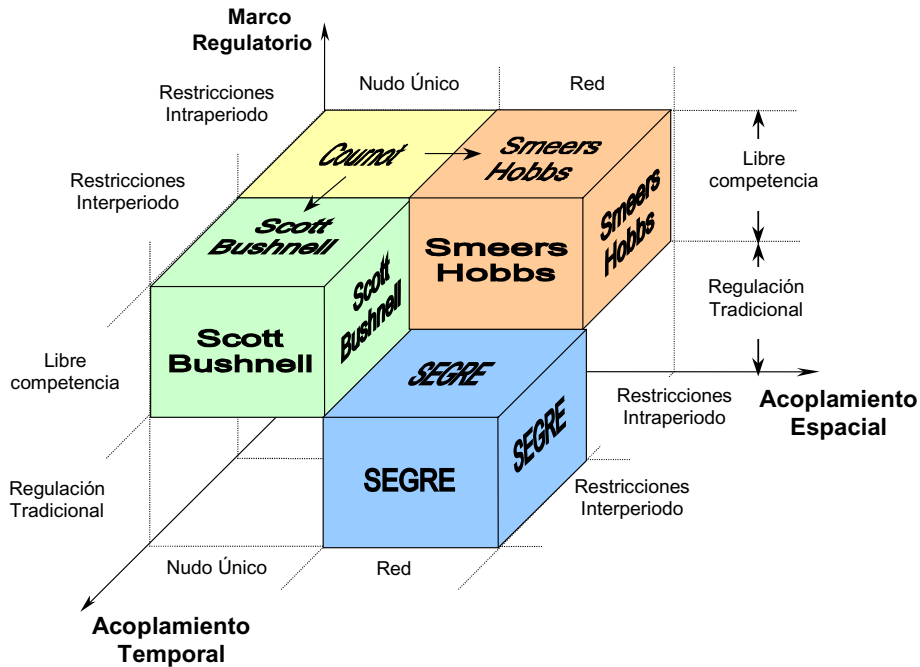 Marco
Regulatorio
Nudo Único
Red
Restricciones
Intraperiodo
Cournot
Smeers
Hobbs
Libre
competencia
Restricciones
Interperiodo
Scott
Bushnell
Smeers
Hobbs
Smeers
Hobbs
Scott
Bushnell
Regulación
Tradicional
Scott
Bushnell
Libre
competencia
SEGRE
Restricciones
Intraperiodo
Acoplamiento
Espacial
SEGRE
SEGRE
Regulación
Tradicional
Restricciones
Interperiodo
Nudo Único
Red
Acoplamiento
Temporal